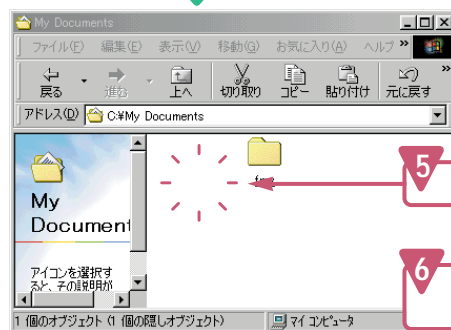 My Documents
ファイル(F) 編集(E) 表示(V) 移動(G) お気に入り(A) ヘルプ »
戻る 進む 上へ 切り取り コピー 貼り付け 元に戻す »
アドレス(D) C:¥My Documents
My
Document
アイコンを選択す
ると、その説明が
5
6
1 個のオブジェクト (1 個の隠しオブジェクト) マイ コンピュータ